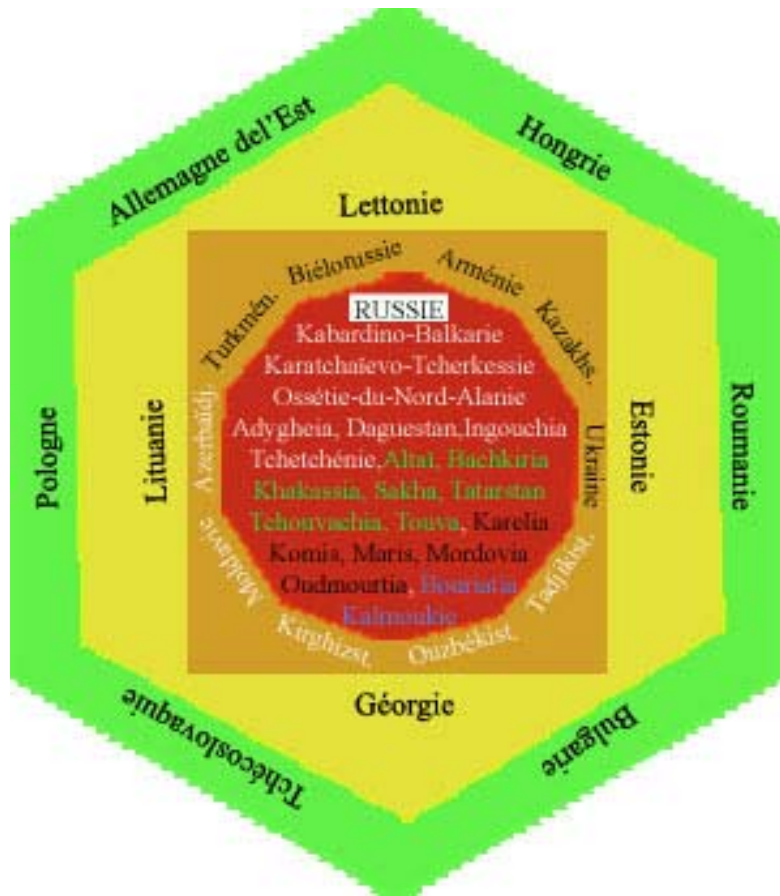 Allemagne del'Est
Hongrie
Lettonie
Biélorussie
Arménie
Turkmén.
Kazakhs.
RUSSIE
Kabardino-Balkarie
Karatchaïevo-Tcherkessie
Ossétie-du-Nord-Alanie
Adygheia, Daguestan,Ingouchia
Tchetchénie,Altaï, Bachkiria
Khakassia, Sakha, Tatarstan
Tchouvachia, Touva, Karelia
Komis, Maris, Mordovia
Oudmourtia, Bouriatia
Kalmoukie
Pologne
Lituanie
Azerbaïdj.
Ukraine
Estonie
Roumanie
Moldavie
Tadjikist.
Kirghizst.
Ouzbékist.
Géorgie
Tchécoslovaquie
Bulgarie